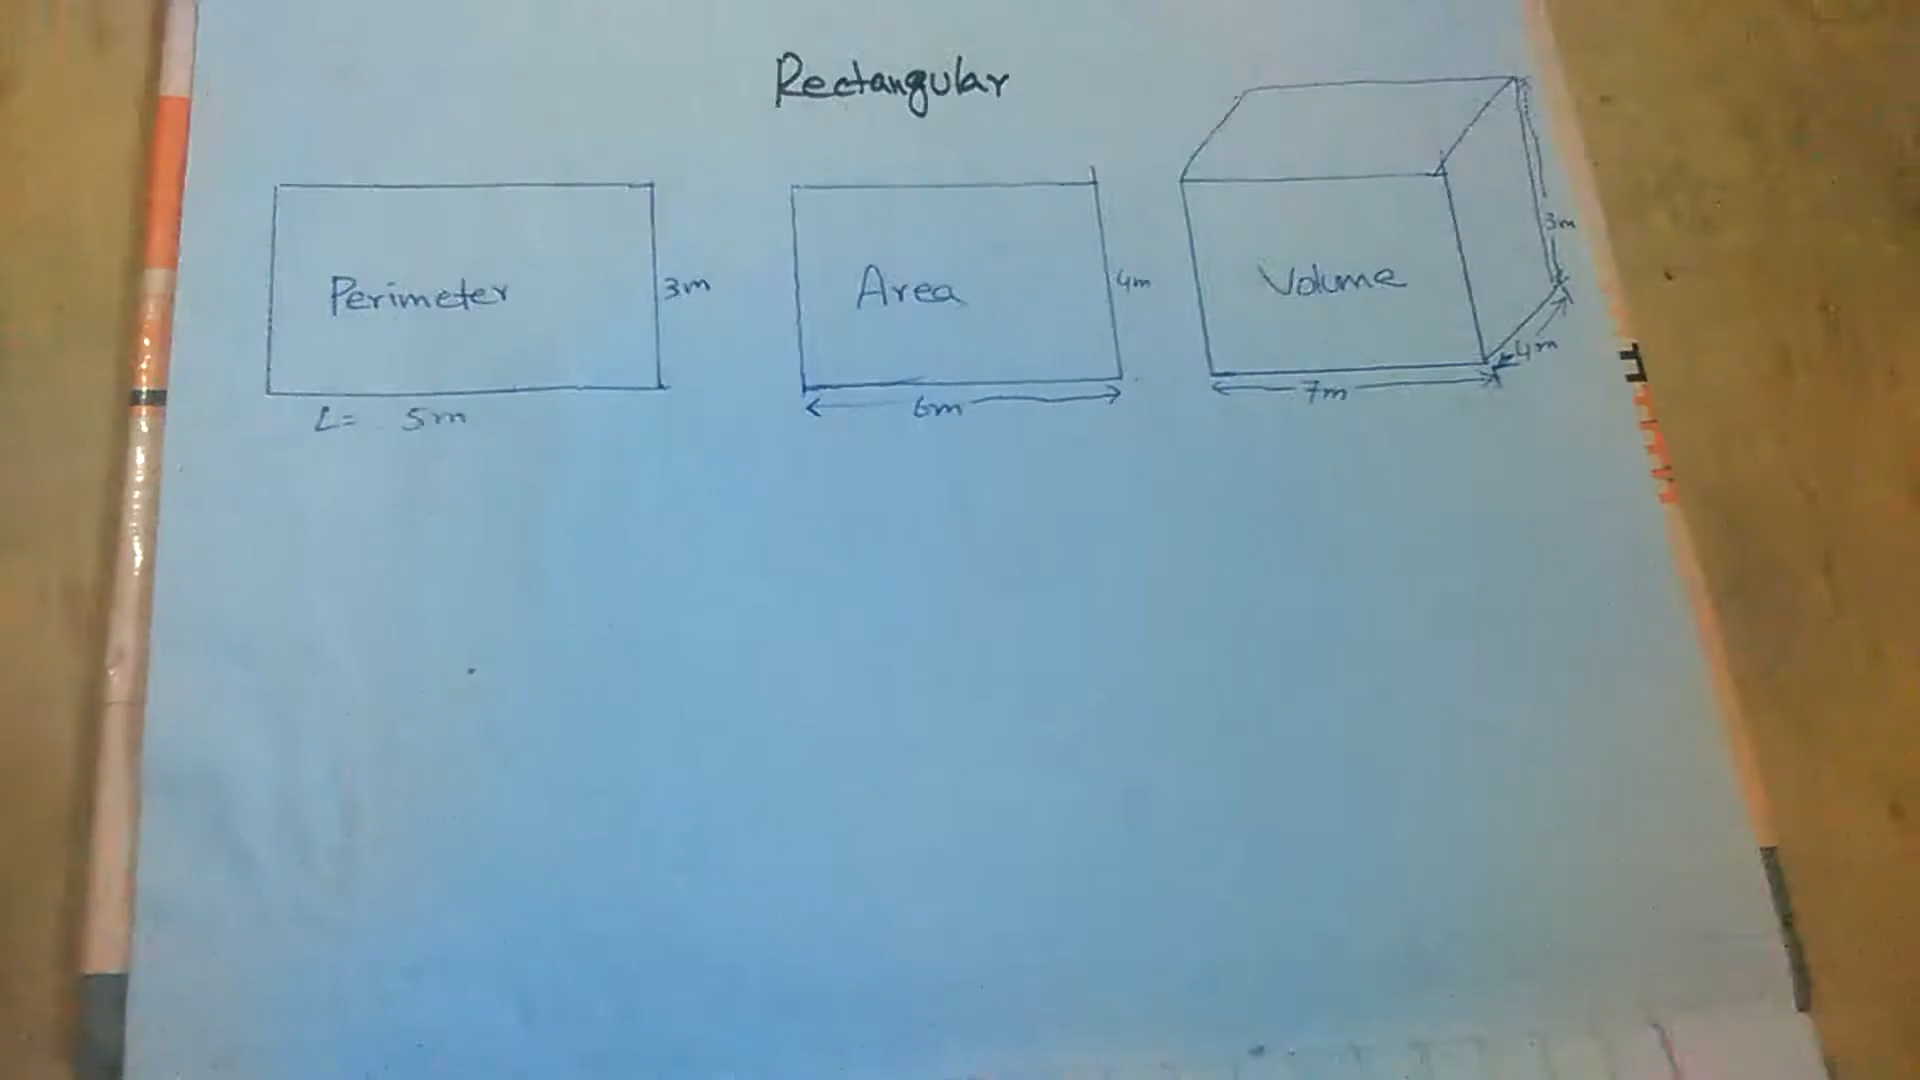 Rectangular
Perimeter
3m
L= 5m
Area
4m
6m
Volume
3m
4m
7m